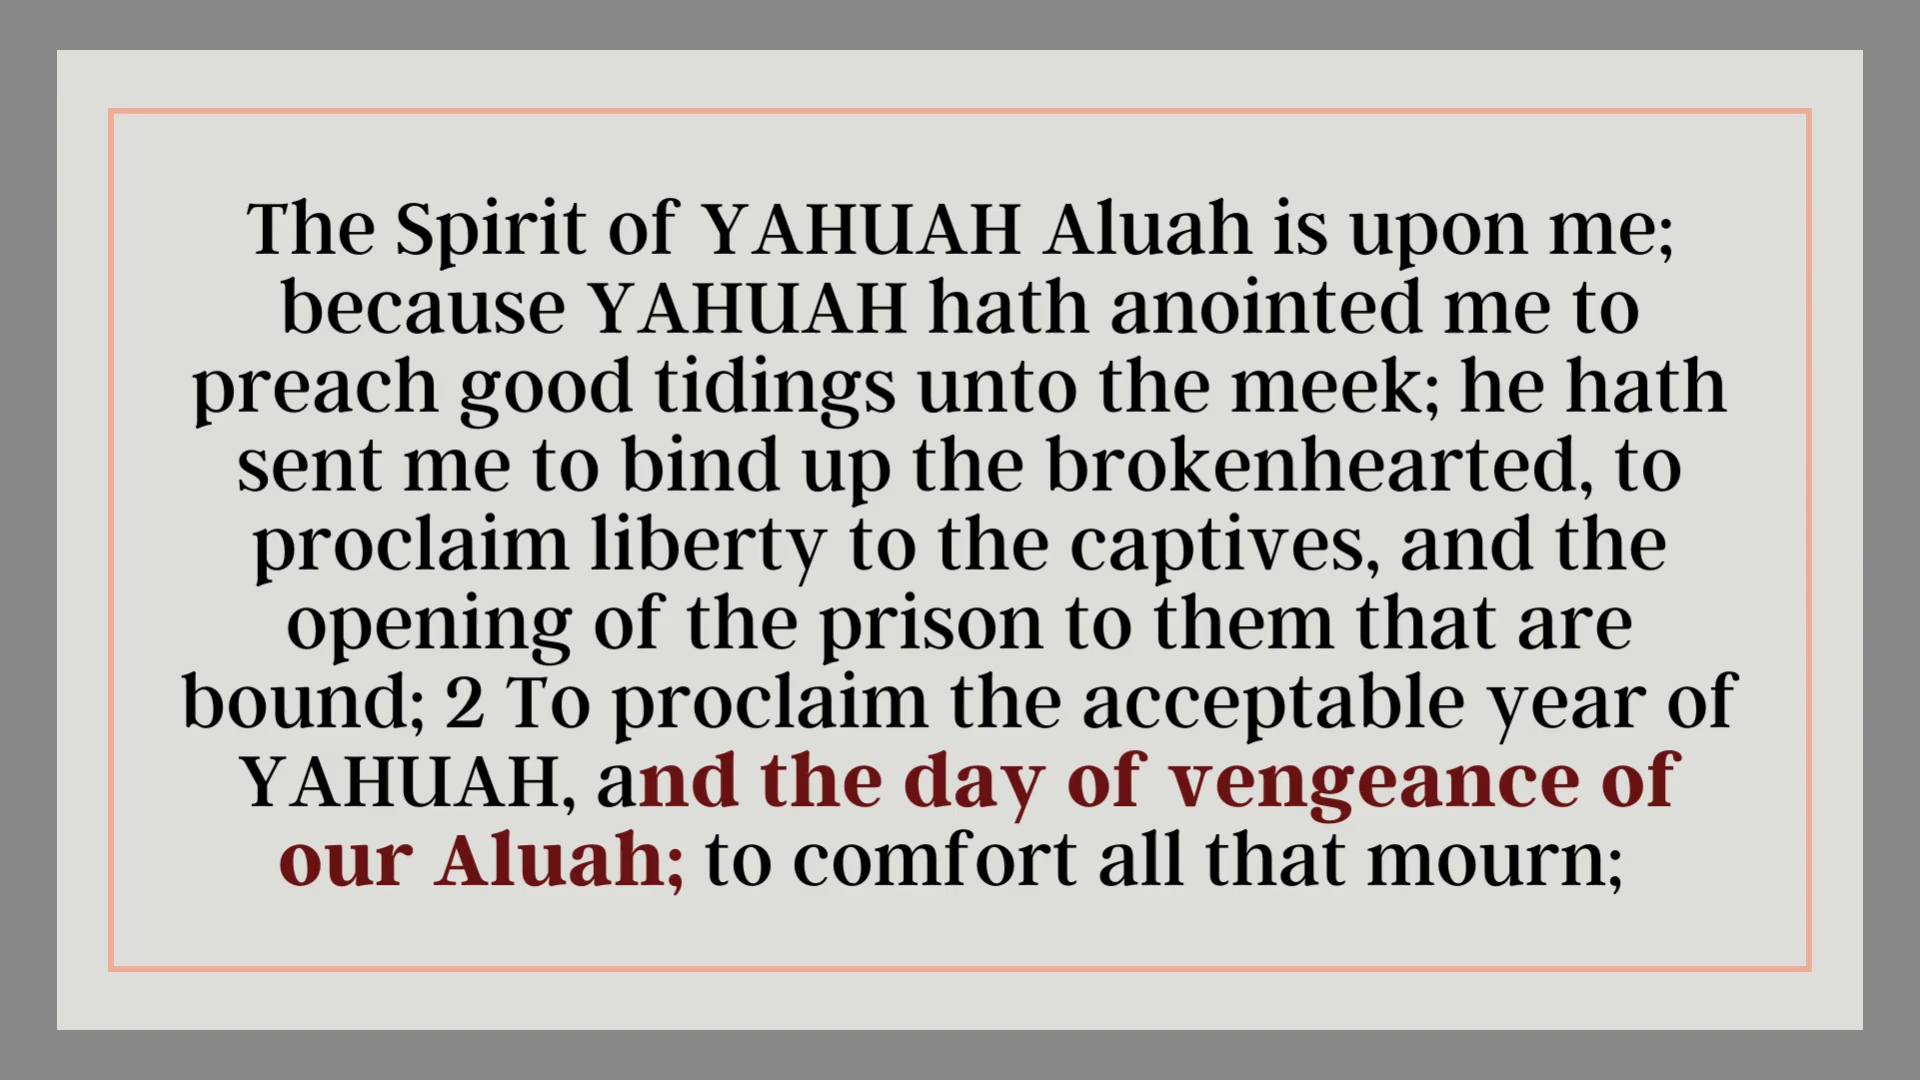 The Spirit of YAHUAH Aluah is upon me;
because YAHUAH hath anointed me to
preach good tidings unto the meek; he hath
sent me to bind up the brokenhearted, to
proclaim liberty to the captives, and the
opening of the prison to them that are
bound; 2 To proclaim the acceptable year of
YAHUAH, and the day of vengeance of
our Aluah; to comfort all that mourn;